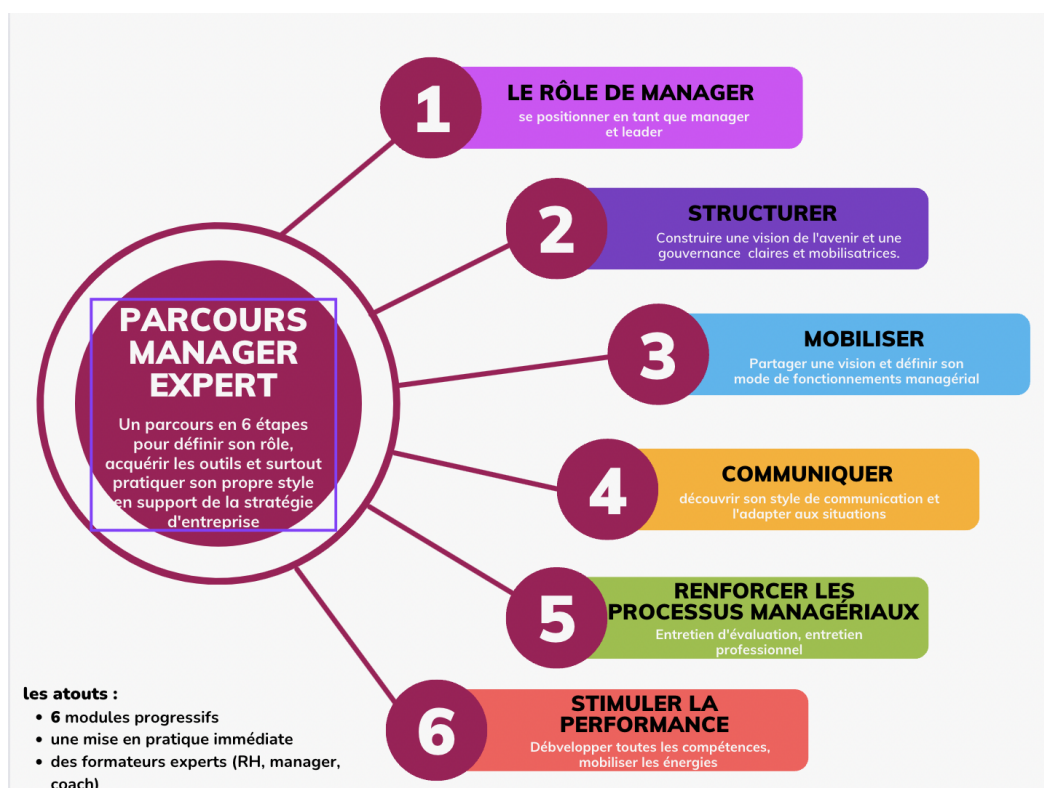 1
LE RÔLE DE MANAGER
se positionner en tant que manager
et leader
2
STRUCTURER
Construire une vision de l'avenir et une
gouvernance claires et mobilisatrices.
PARCOURS
MANAGER
EXPERT
Un parcours en 6 étapes
pour définir son rôle,
acquérir les outils et surtout
pratiquer son propre style
en support de la stratégie
d'entreprise
3
MOBILISER
Partager une vision et définir son
mode de fonctionnements managérial
4
COMMUNIQUER
découvrir son style de communication et
l'adapter aux situations
5
RENFORCER LES
PROCESSUS MANAGÉRIAUX
Entretien d'évaluation, entretien
professionnel
6
STIMULER LA
PERFORMANCE
Débvelopper toutes les compétences,
mobiliser les énergies
les atouts :
• 6 modules progressifs
• une mise en pratique immédiate
• des formateurs experts (RH, manager,
coach)